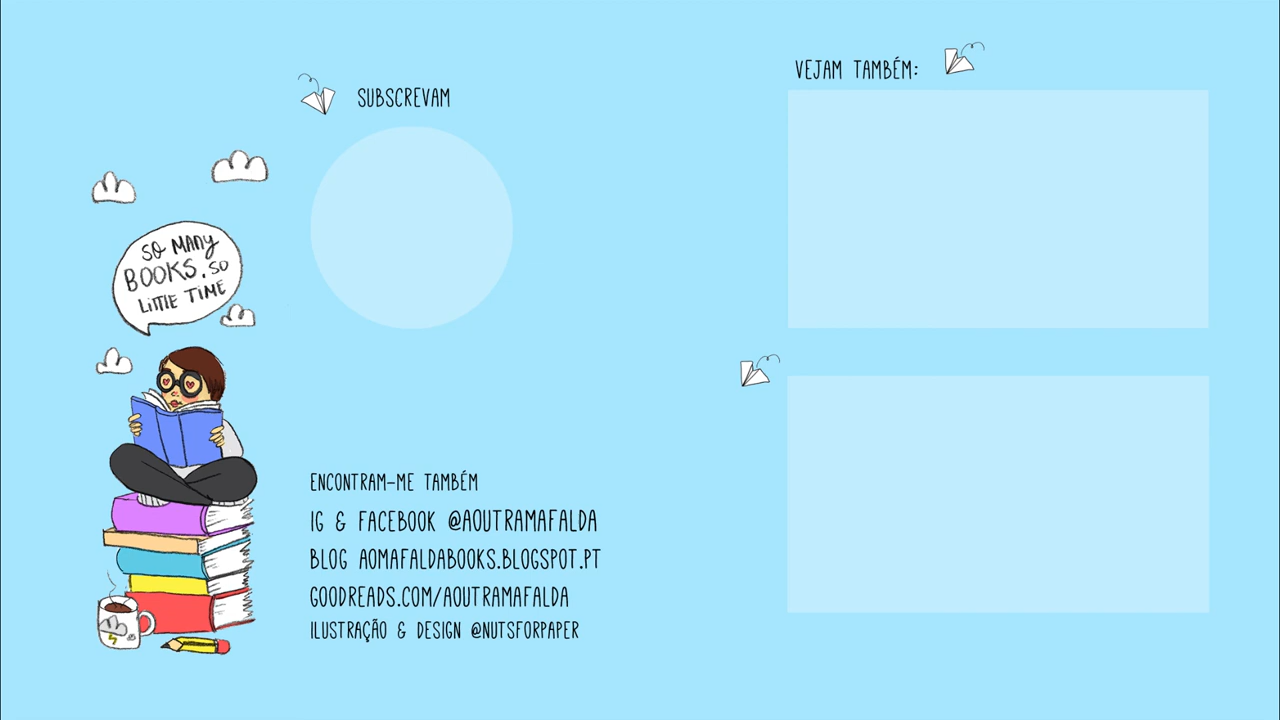 SUBSCREVAM
VEJAM TAMBÉM:
SO MANY
BOOKS, SO
LITTLE TIME
ENCONTRAM-ME TAMBÉM
IG & FACEBOOK @AOUTRAMAFALDA
BLOG AOMAFALDABOOKS.BLOGSPOT.PT
GOODREADS.COM/AOUTRAMAFALDA
ILUSTRAÇÃO & DESIGN @NUTSFORPAPER